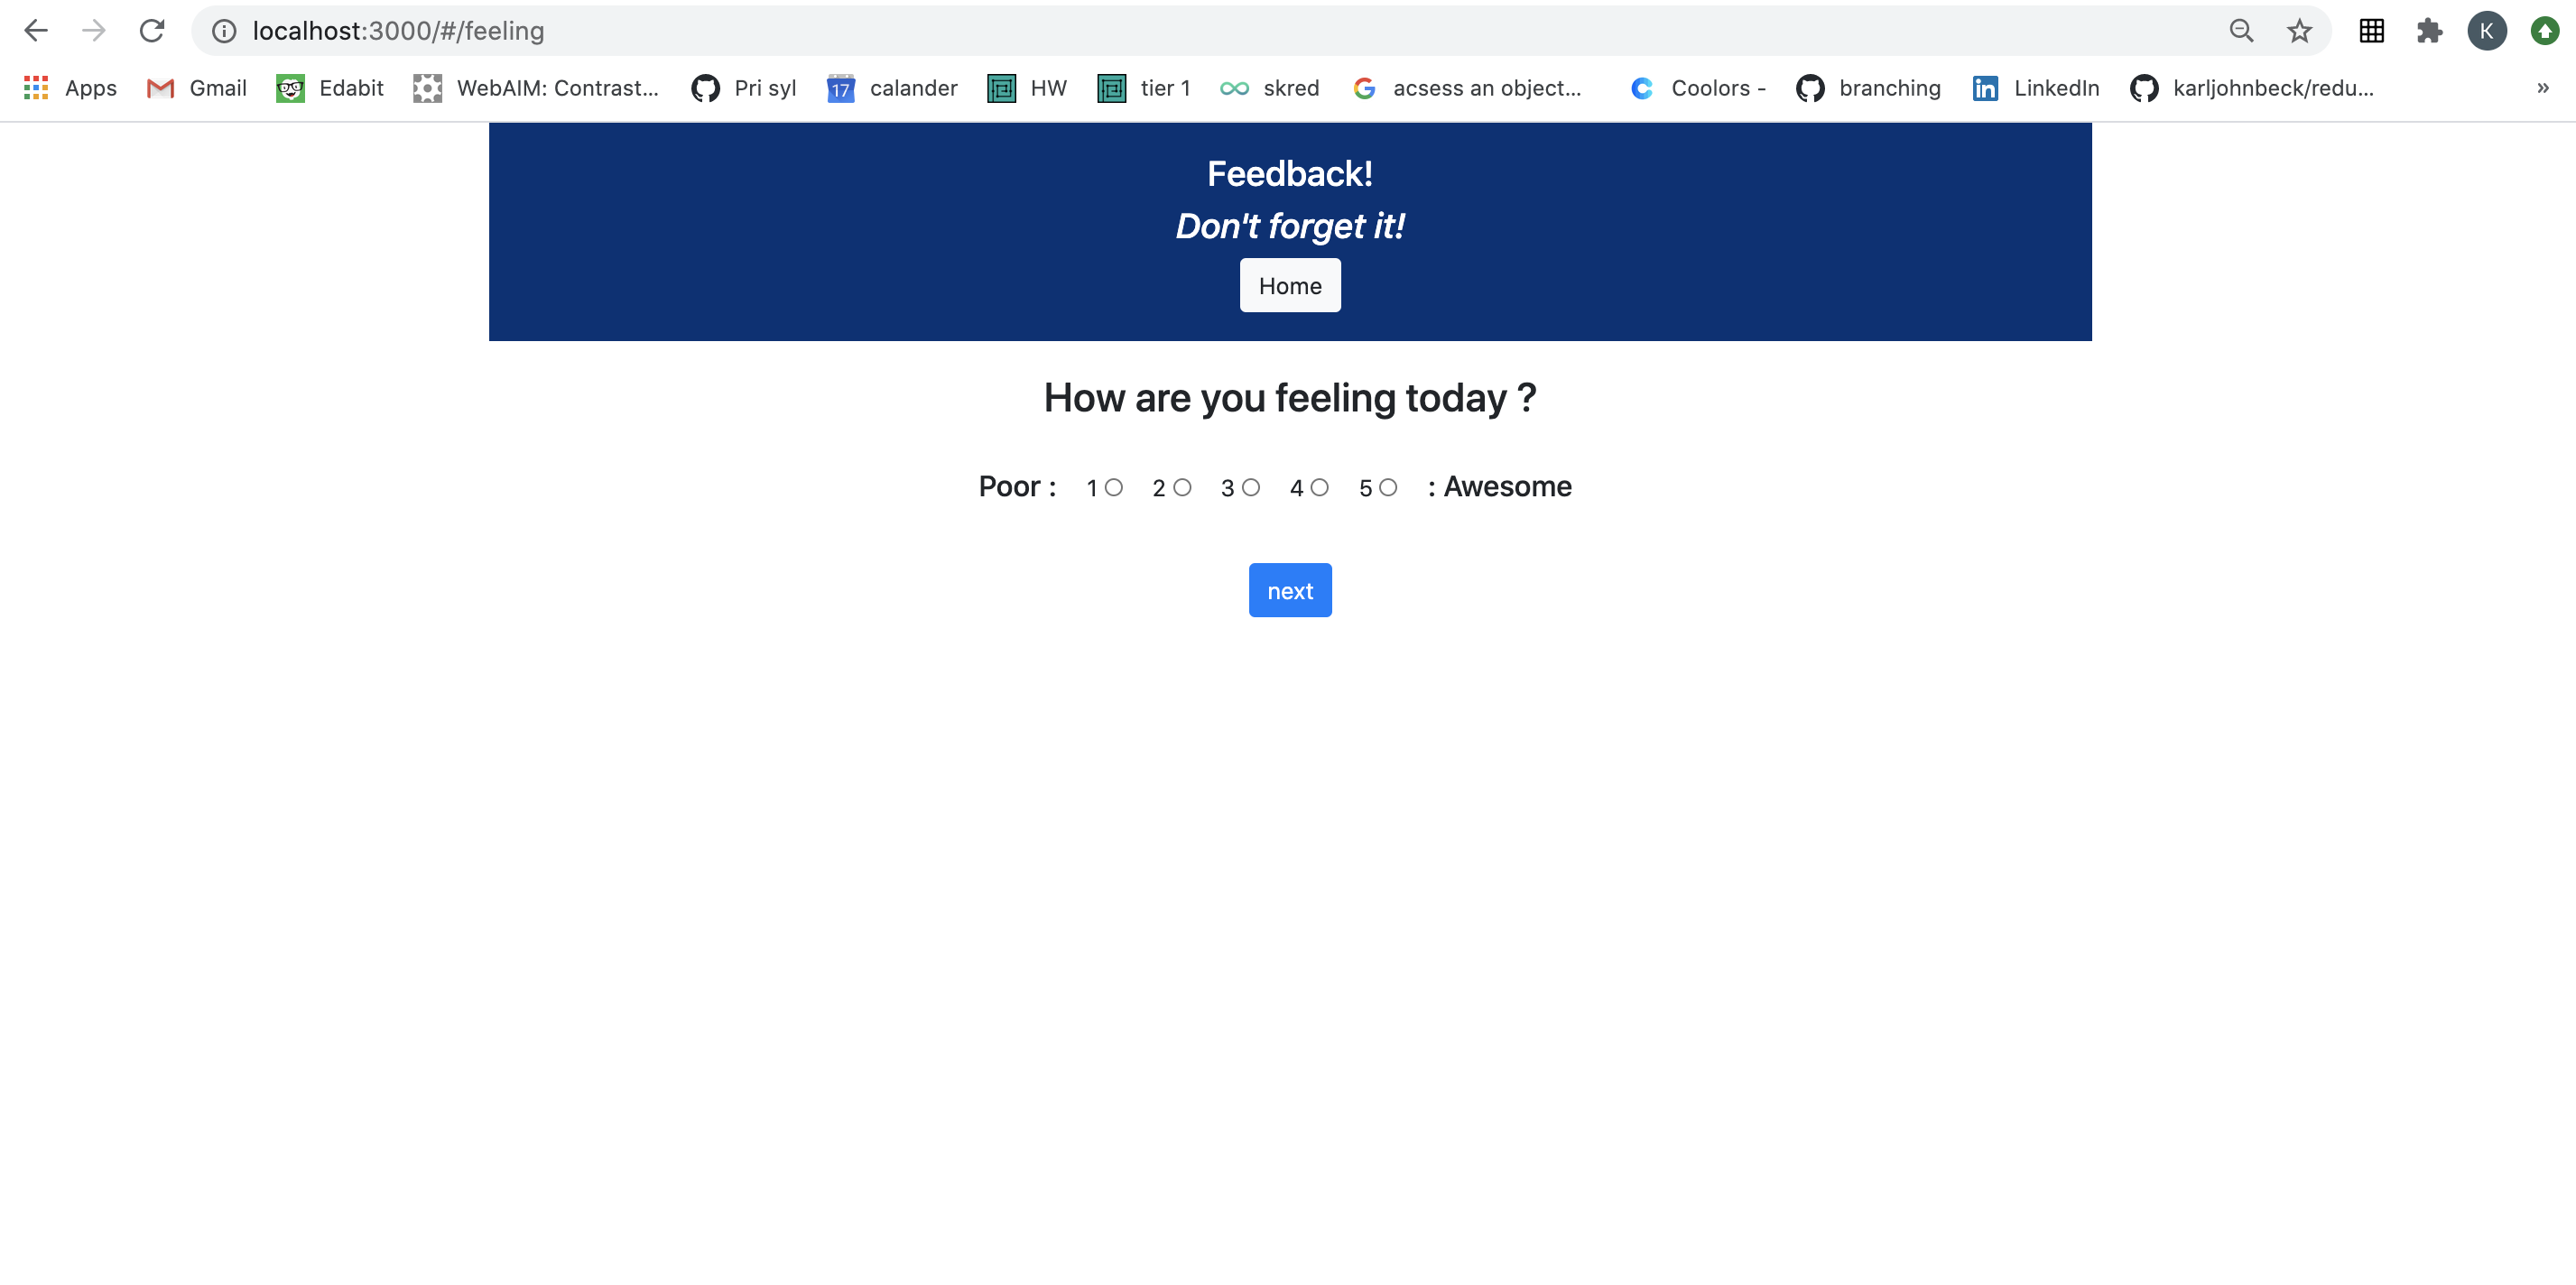 localhost:3000/#/feeling
K
Apps Gmail Edabit WebAIM: Contrast... Pri syl 17 calander HW tier 1 skred acsess an object... Coolors - branching in LinkedIn karljohnbeck/redu... »
Feedback!
Don't forget it!
Home
How are you feeling today ?
Poor : 1 2 3 4 5 : Awesome
next